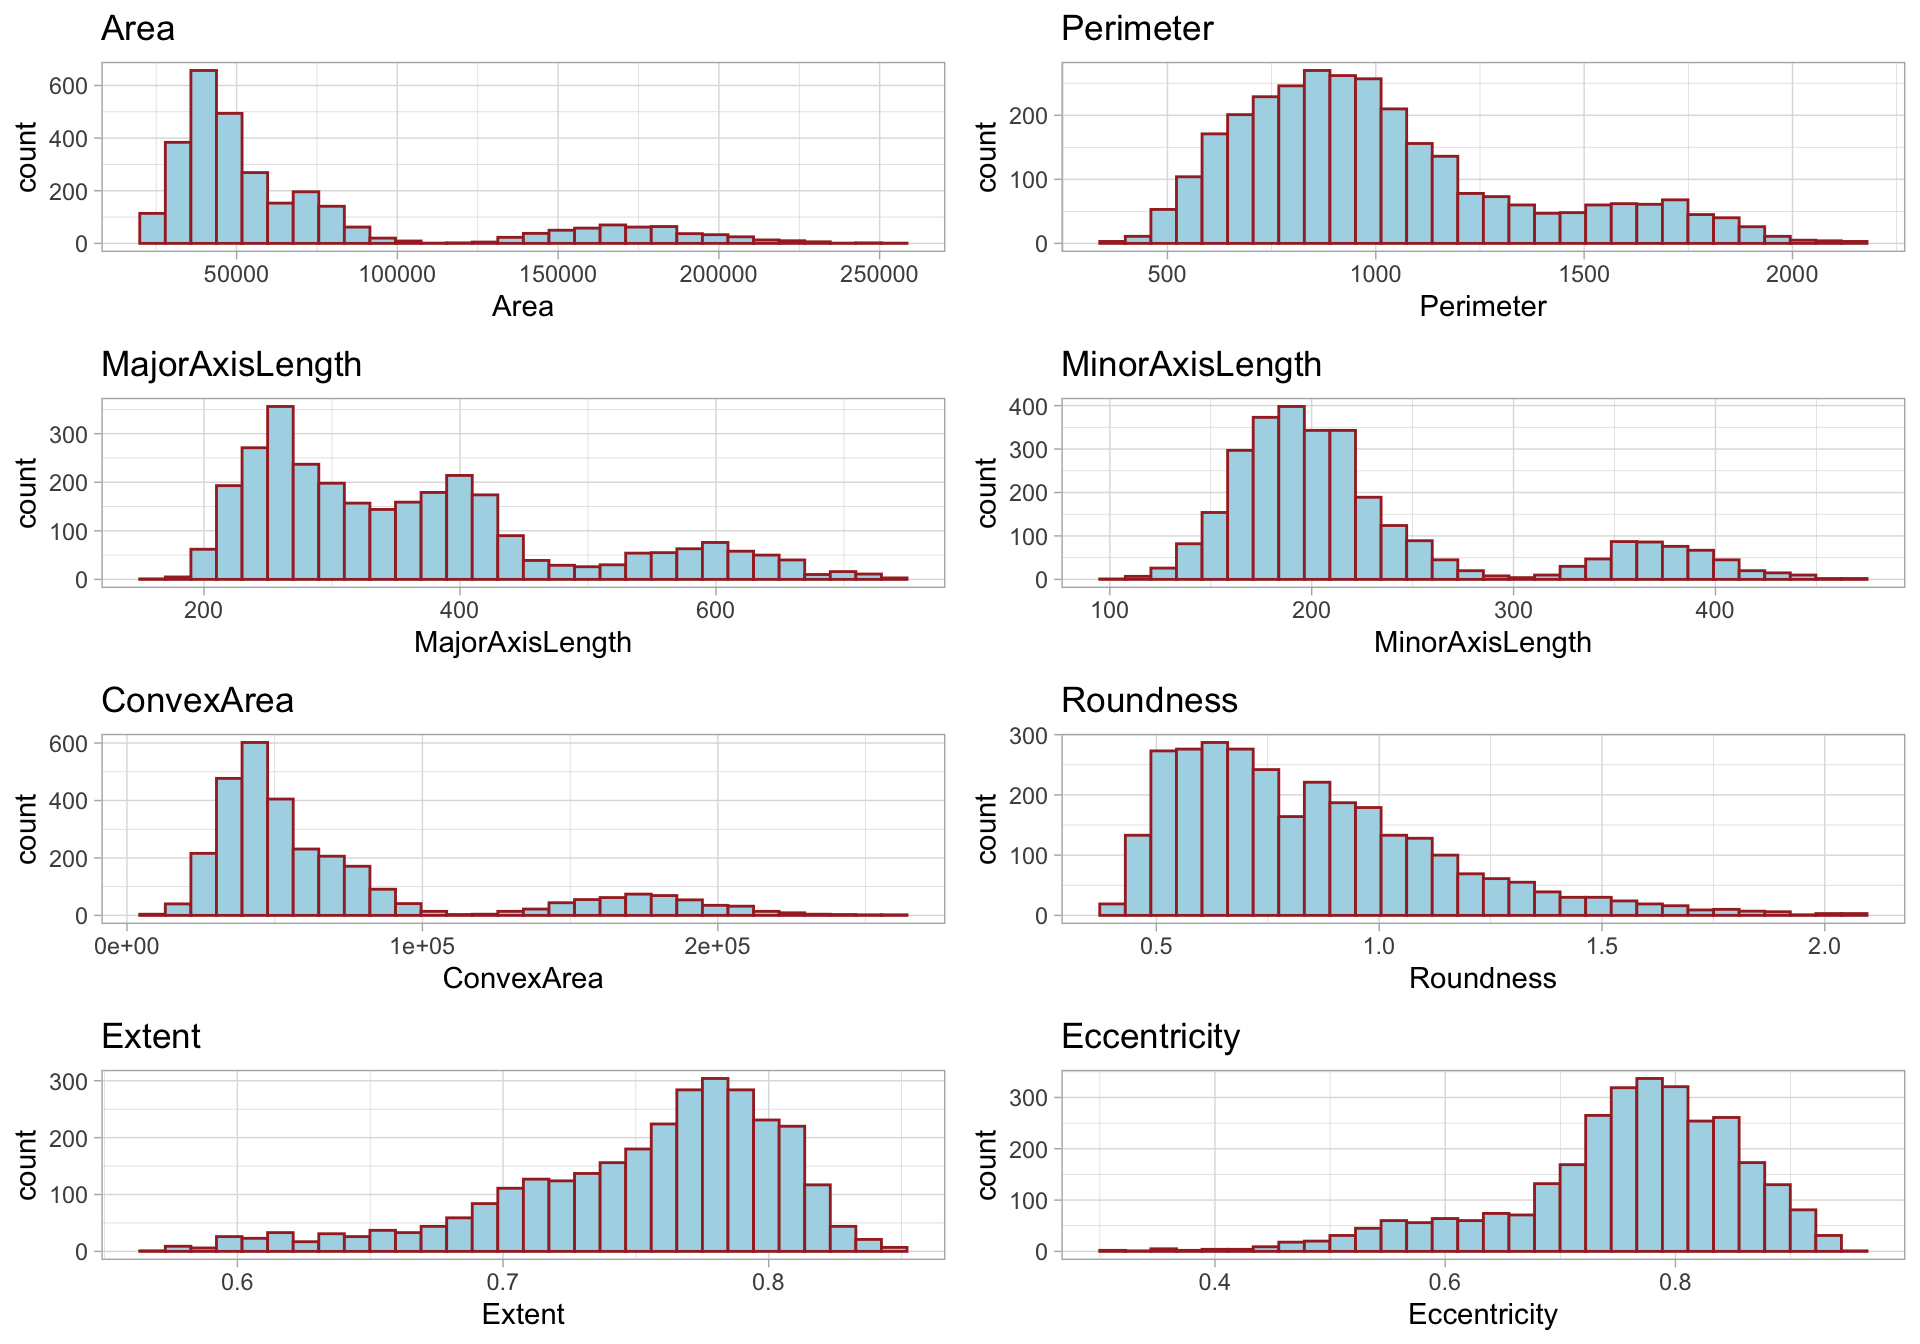 Area
count
600
400
200
0
50000 100000 150000 200000 250000
Area
Perimeter
count
200
100
0
500 1000 1500 2000
Perimeter
MajorAxisLength
count
300
200
100
0
200 400 600
MajorAxisLength
MinorAxisLength
count
400
300
200
100
0
100 200 300 400
MinorAxisLength
ConvexArea
count
600
400
200
0
0e+00 1e+05 2e+05
ConvexArea
Roundness
count
300
200
100
0
0.5 1.0 1.5 2.0
Roundness
Extent
count
300
200
100
0
0.6 0.7 0.8
Extent
Eccentricity
count
300
200
100
0
0.4 0.6 0.8
Eccentricity